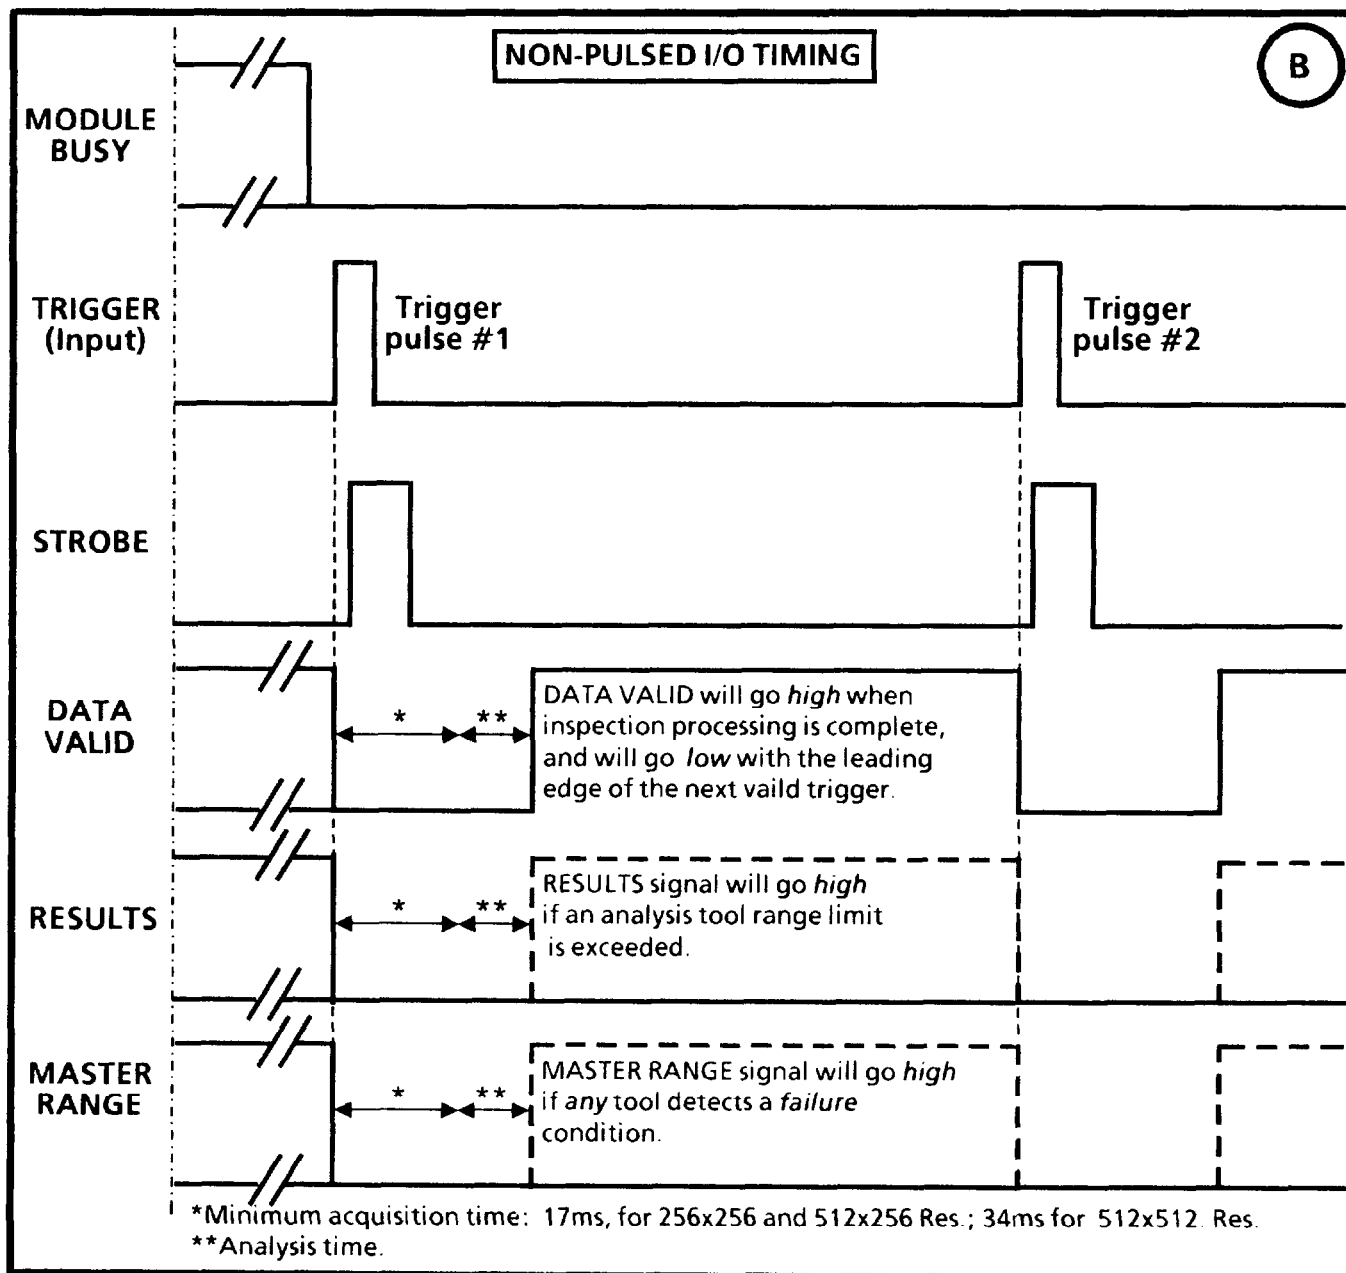 NON-PULSED I/O TIMING
B
MODULE
BUSY
TRIGGER
(Input)
Trigger
pulse #1
Trigger
pulse #2
STROBE
DATA
VALID
* **
DATA VALID will go high when
inspection processing is complete,
and will go low with the leading
edge of the next vaild trigger.
RESULTS
* **
RESULTS signal will go high
if an analysis tool range limit
is exceeded.
MASTER
RANGE
* **
MASTER RANGE signal will go high
if any tool detects a failure
condition.
*Minimum acquisition time: 17ms, for 256x256 and 512x256 Res.; 34ms for 512x512. Res.
**Analysis time.